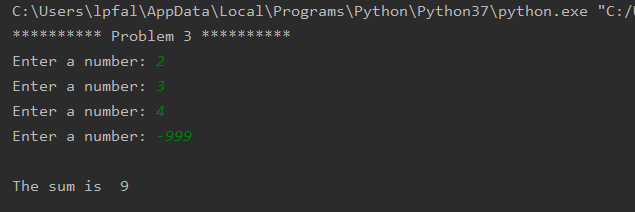 C:\Users\lpfal\AppData\Local\Programs\Python\Python37\python.exe "C:/
********** Problem 3 **********
Enter a number: 2
Enter a number: 3
Enter a number: 4
Enter a number: -999
The sum is  9